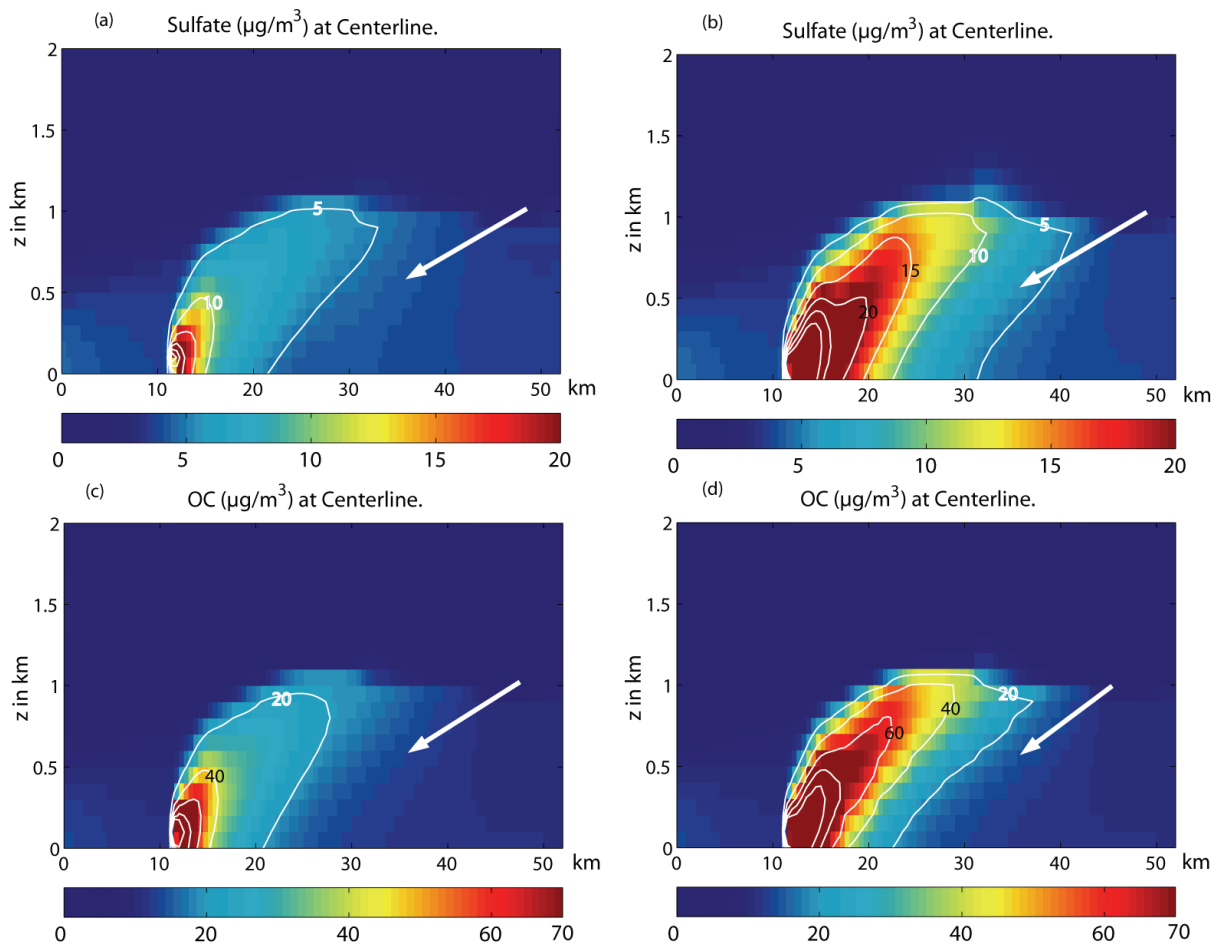 (a) Sulfate (µg/m³) at Centerline.
2
1.5
1
0.5
0
z in km
5
10
0 10 20 30 40 50 km
0 5 10 15 20
(b) Sulfate (µg/m³) at Centerline.
2
1.5
1
0.5
0
z in km
5
10
15
20
0 10 20 30 40 50 km
0 5 10 15 20
(c) OC (µg/m³) at Centerline.
2
1.5
1
0.5
0
z in km
20
40
0 10 20 30 40 50 km
0 20 40 60 70
(d) OC (µg/m³) at Centerline.
2
1.5
1
0.5
0
z in km
20
40
60
0 10 20 30 40 50 km
0 20 40 60 70